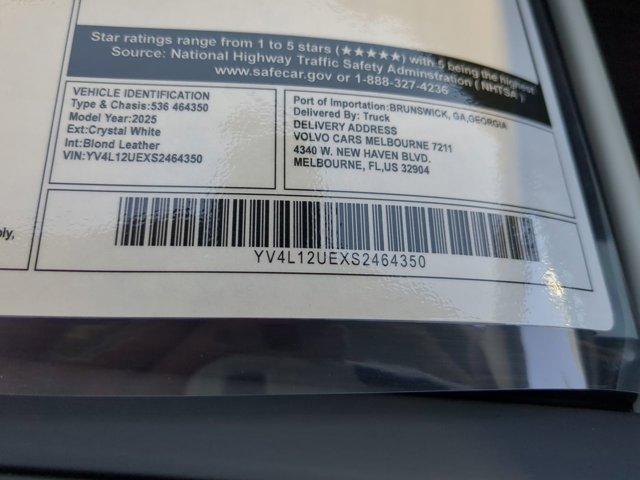 Star ratings range from 1 to 5 stars (★★★★★) with 5 being the highest
Source: National Highway Traffic Safety Adminstration ( NHTSA )
www.safecar.gov or 1-888-327-4236
VEHICLE IDENTIFICATION
Type & Chasis:536 464350
Model Year:2025
Ext:Crystal White
Int:Blond Leather
VIN:YV4L12UEXS2464350
Port of Importation:BRUNSWICK, GA,GEORGIA
Delivered By: Truck
DELIVERY ADDRESS
VOLVO CARS MELBOURNE 7211
4340 W. NEW HAVEN BLVD.
MELBOURNE, FL,US 32904
YV4L12UEXS2464350